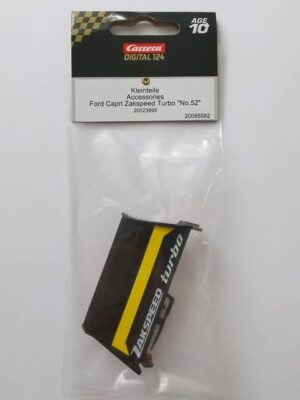 AGE
10
Carrera
DIGITAL 124
Kleinteile
Accessories
Ford Capri Zakspeed Turbo "No.52"
20023895
20085582
ZAKSPEED turbo